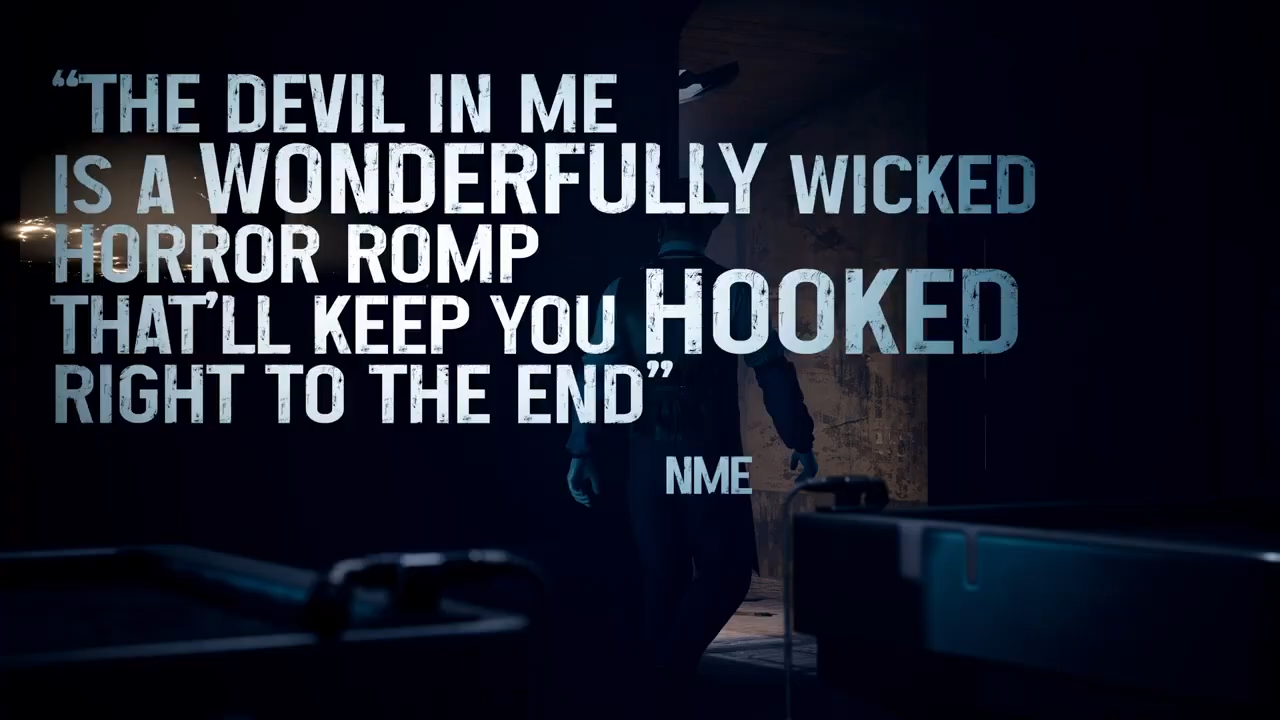 “THE DEVIL IN ME
IS A WONDERFULLY WICKED
HORROR ROMP
THAT’LL KEEP YOU HOOKED
RIGHT TO THE END”
NME